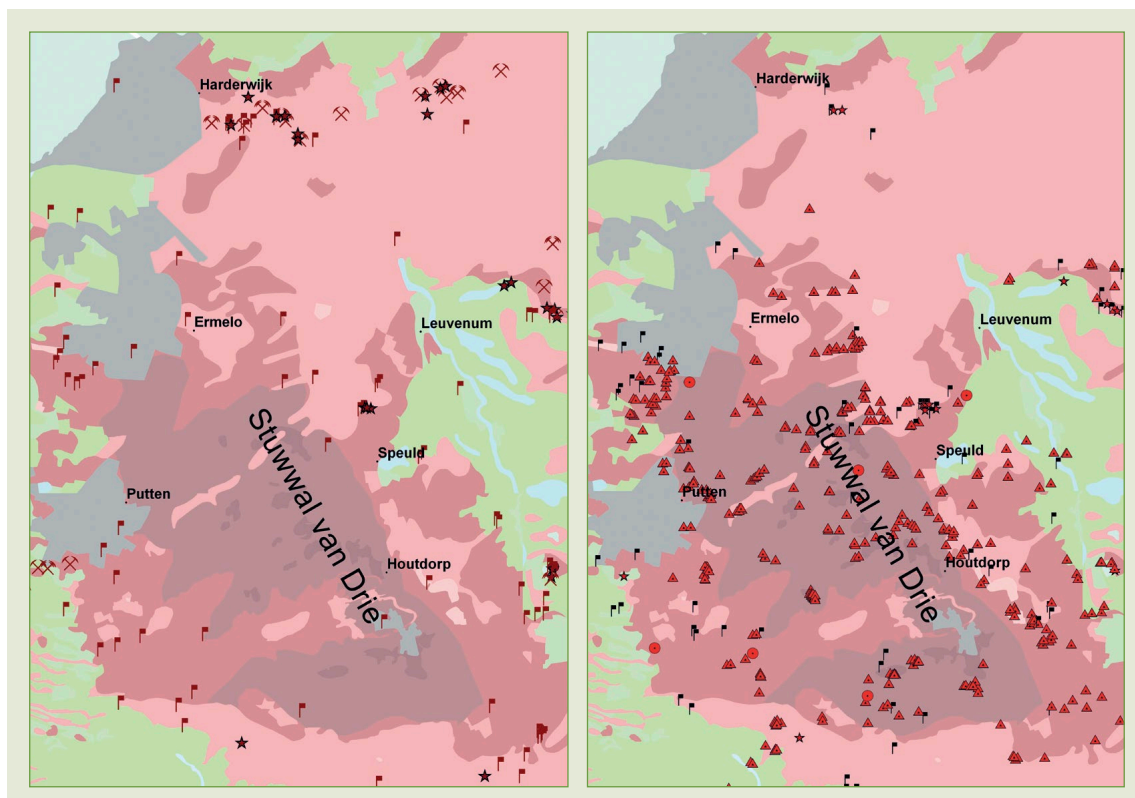 Harderwijk
Ermelo
Leuvenum
Stuwwal van Drie
Speuld
Putten
Houtdorp
Harderwijk
Ermelo
Leuvenum
Stuwwal van Drie
Speuld
Putten
Houtdorp